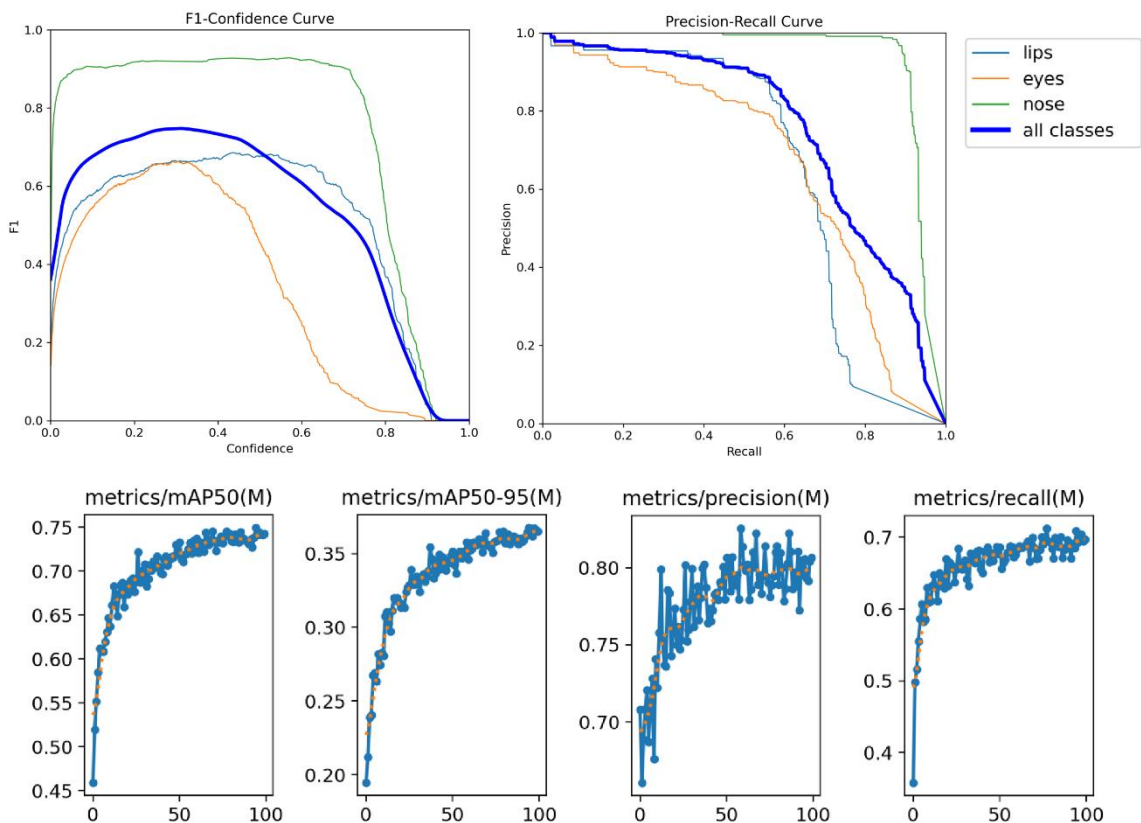 F1-Confidence Curve
1.0
0.8
0.6
0.4
0.2
0.0
F1
0.0 0.2 0.4 0.6 0.8 1.0
Confidence
Precision-Recall Curve
1.0
0.8
0.6
0.4
0.2
0.0
Precision
0.0 0.2 0.4 0.6 0.8 1.0
Recall
lips
eyes
nose
all classes
metrics/mAP50(M)
0.75
0.70
0.65
0.60
0.55
0.50
0.45
0 50 100
metrics/mAP50-95(M)
0.35
0.30
0.25
0.20
0 50 100
metrics/precision(M)
0.80
0.75
0.70
0 50 100
metrics/recall(M)
0.7
0.6
0.5
0.4
0 50 100